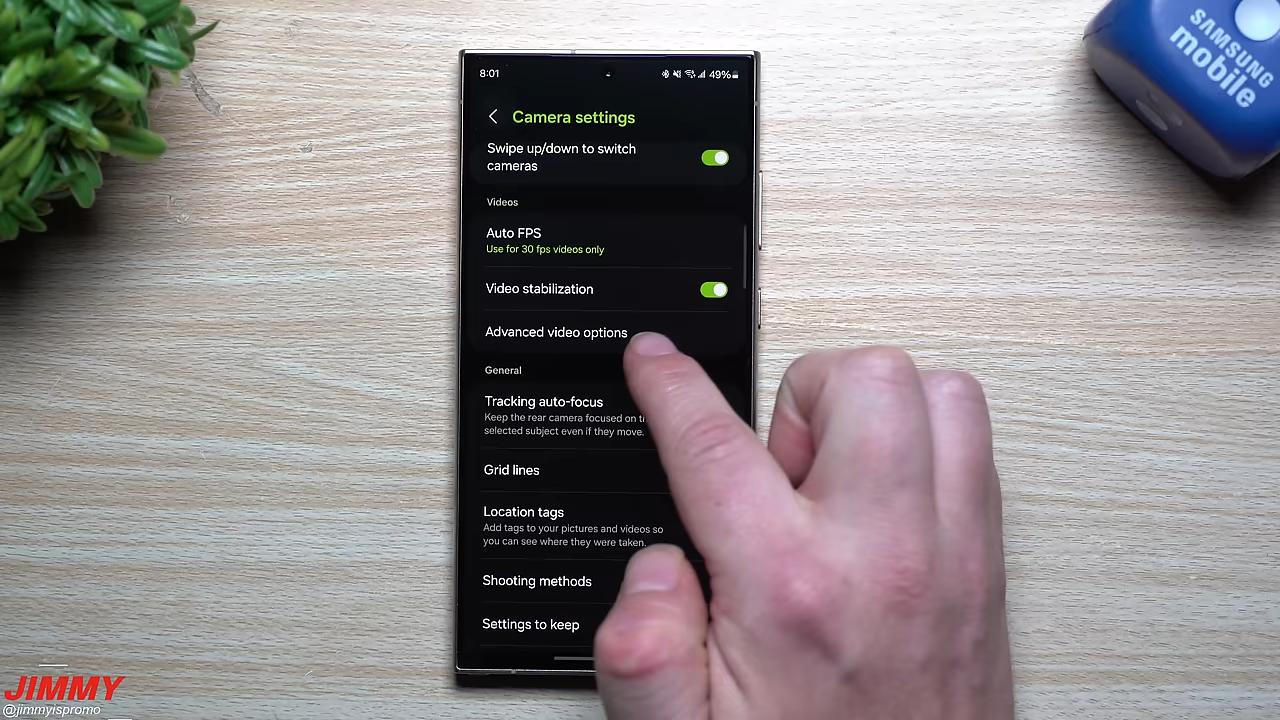 SAMSUNG
mobile
8:01
49%
Camera settings
Swipe up/down to switch
cameras
Videos
Auto FPS
Use for 30 fps videos only
Video stabilization
Advanced video options
General
Tracking auto-focus
Keep the rear camera focused on
selected subject even if they move.
Grid lines
Location tags
Add tags to your pictures and videos so
you can see where they were taken.
Shooting methods
Settings to keep
JIMMY
@jimmyispromo